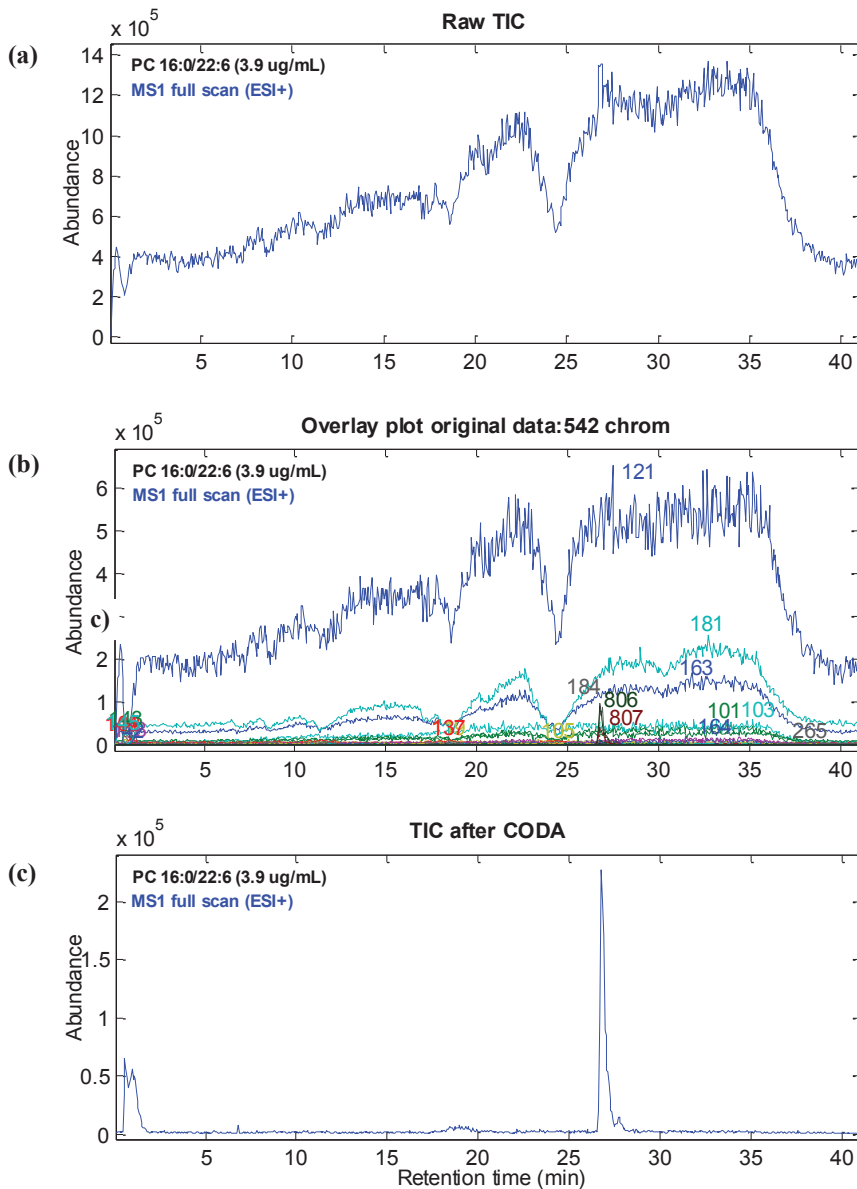 Raw TIC
x 10^5
(a)
PC 16:0/22:6 (3.9 ug/mL)
MS1 full scan (ESI+)
Abundance
14
12
10
8
6
4
2
0
5 10 15 20 25 30 35 40
Overlay plot original data:542 chrom
x 10^5
(b)
PC 16:0/22:6 (3.9 ug/mL)
MS1 full scan (ESI+)
121
Abundance
6
5
4
c)
2
1
0
181
163
184
806
807
101 103
164
137
105
265
5 10 15 20 25 30 35 40
TIC after CODA
x 10^5
(c)
PC 16:0/22:6 (3.9 ug/mL)
MS1 full scan (ESI+)
Abundance
2
1.5
1
0.5
0
5 10 15 20 25 30 35 40
Retention time (min)